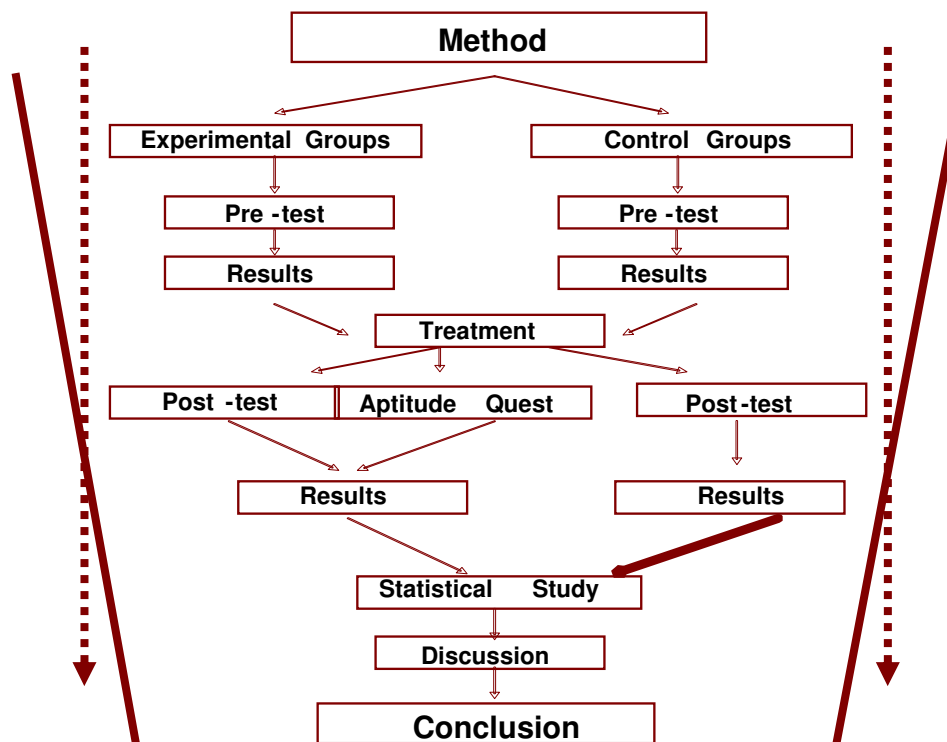 Method
Experimental Groups
Control Groups
Pre -test
Pre -test
Results
Results
Treatment
Post -test
Aptitude Quest
Post -test
Results
Results
Statistical Study
Discussion
Conclusion